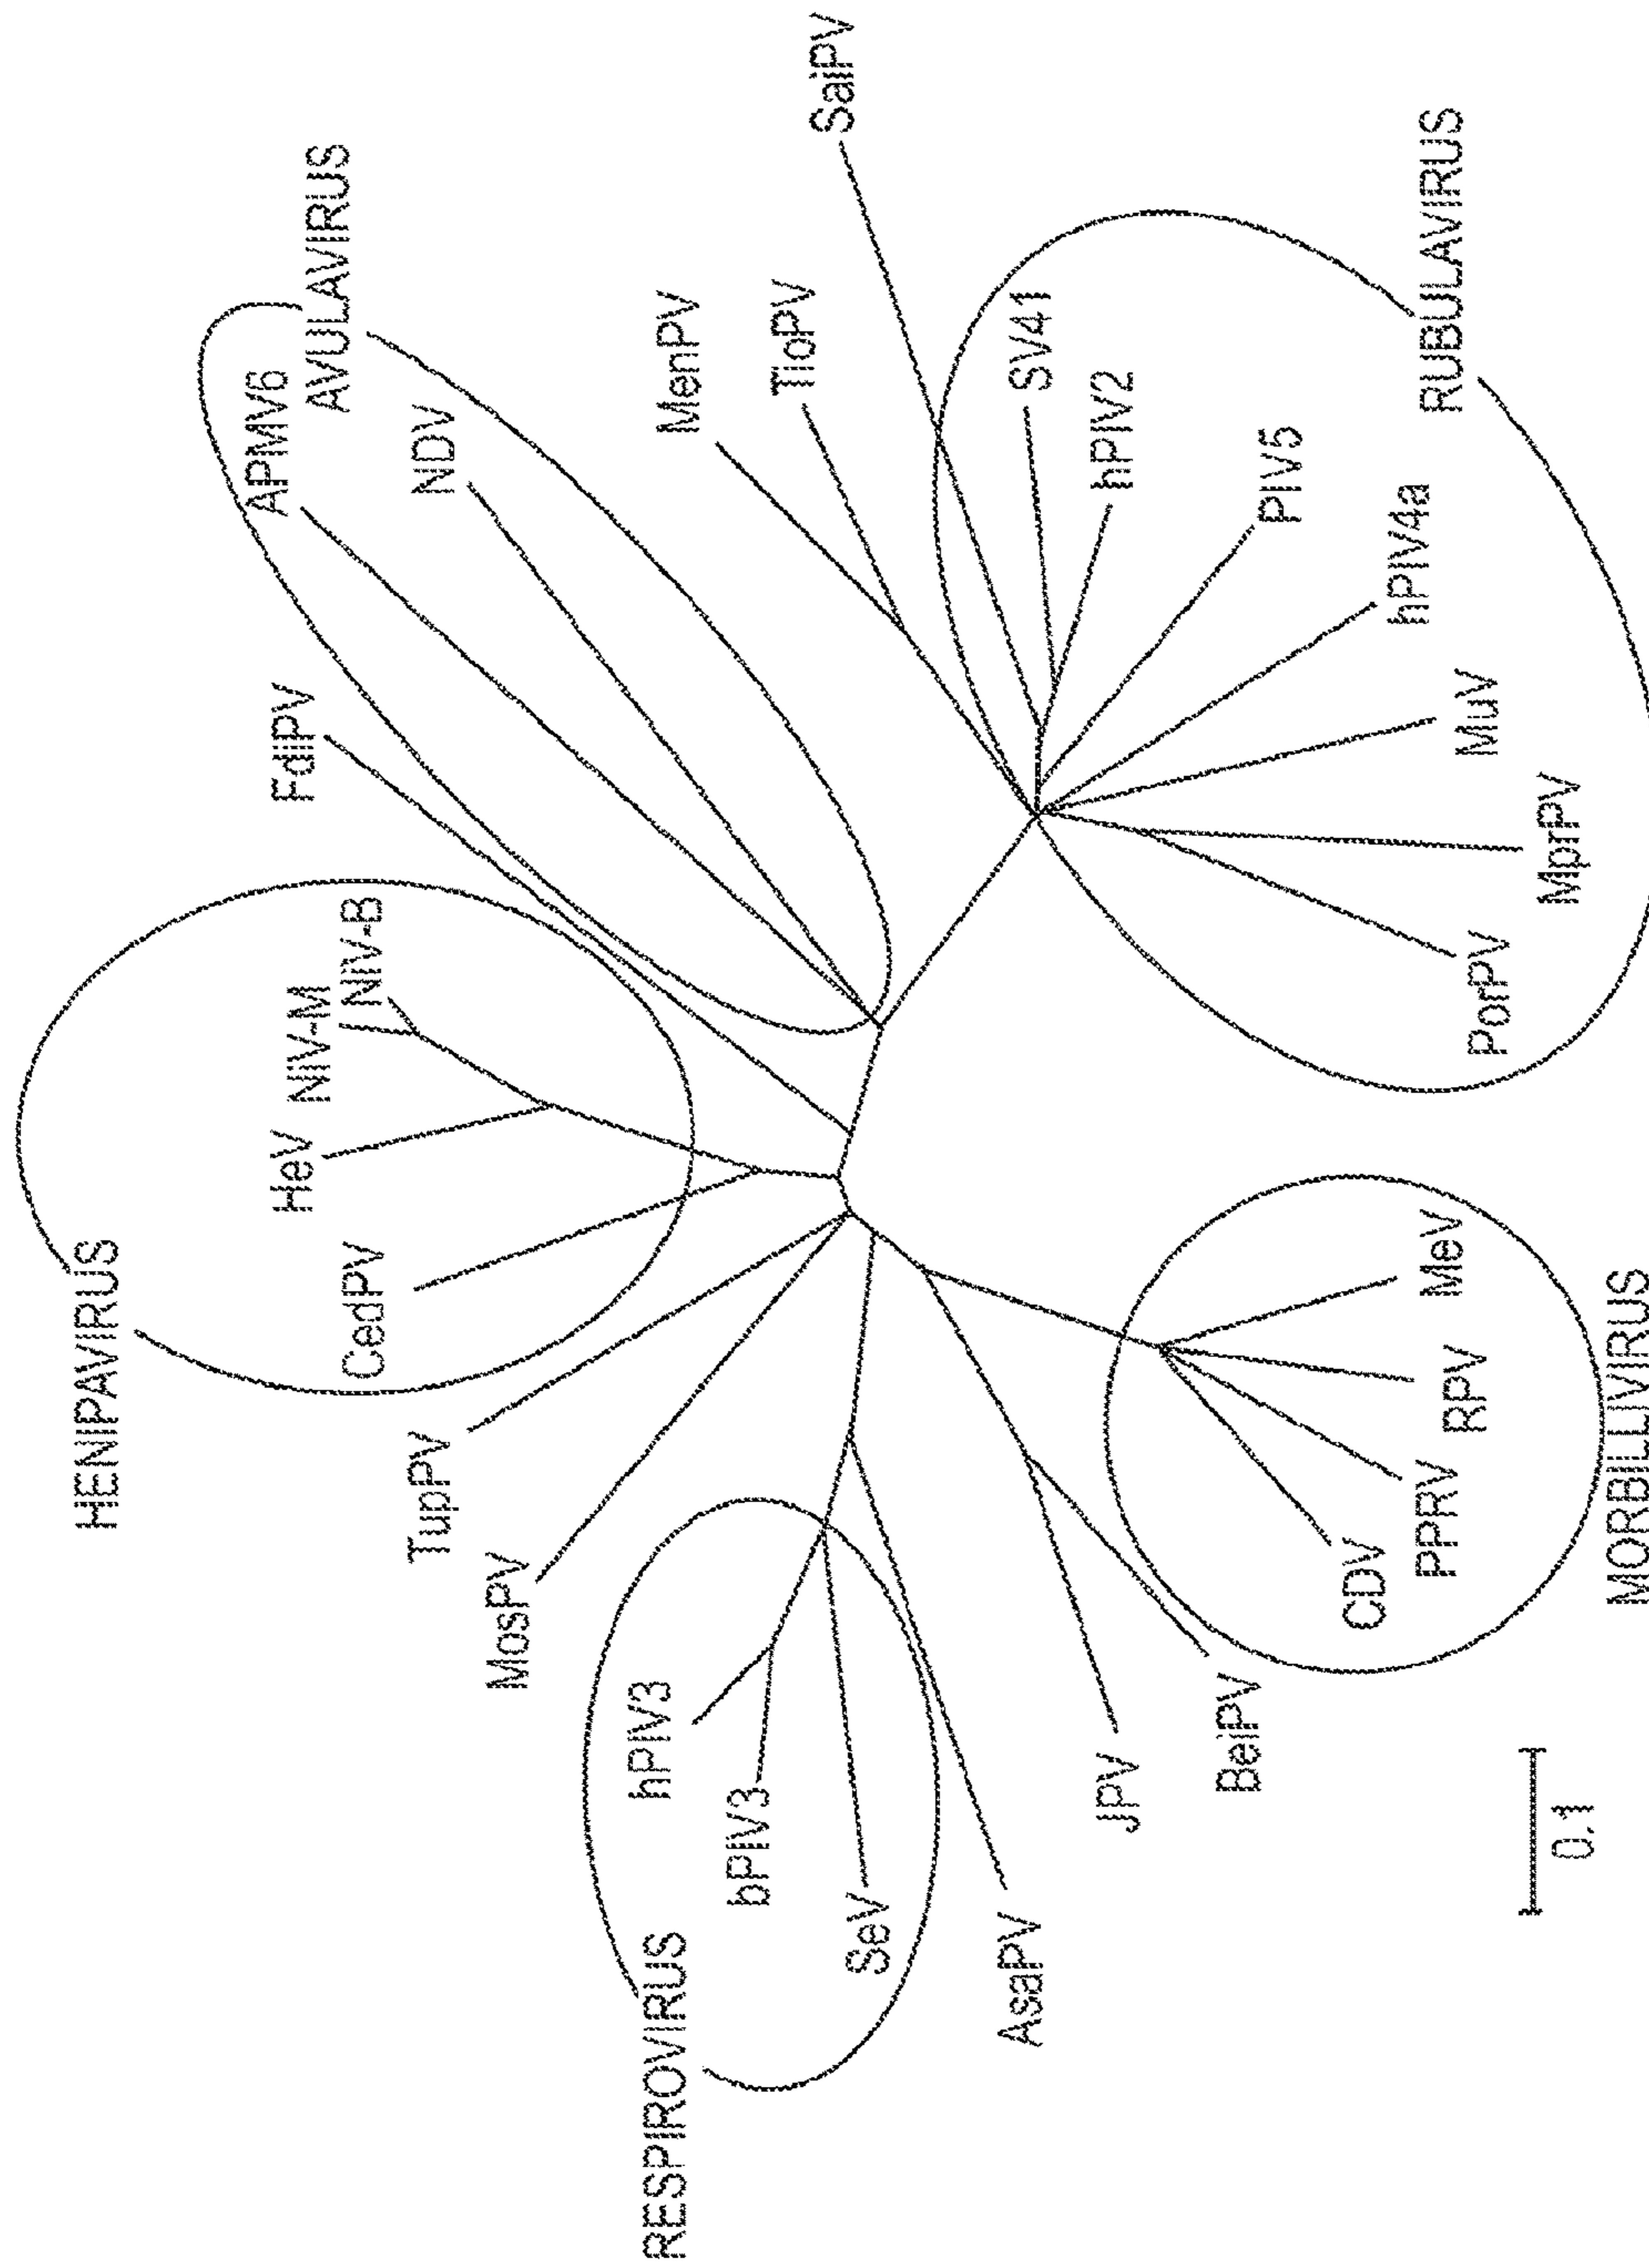 HENIPAVIRUS
HeV
NiV-M
NiV-B
CedPV
FdlPV
APMV6
AVULAVIRUS
NDV
MenPV
TioPV
SalPV
SV41
hPIV2
PIV5
hPIV4a
RUBULAVIRUS
MuV
MprPV
PorPV
TupPV
MosPV
RESPIROVIRUS
hPIV3
bPIV3
SeV
AsaPV
JPV
BeiPV
CDV
PPRV
RPV
MeV
MORBILLIVIRUS
0.1